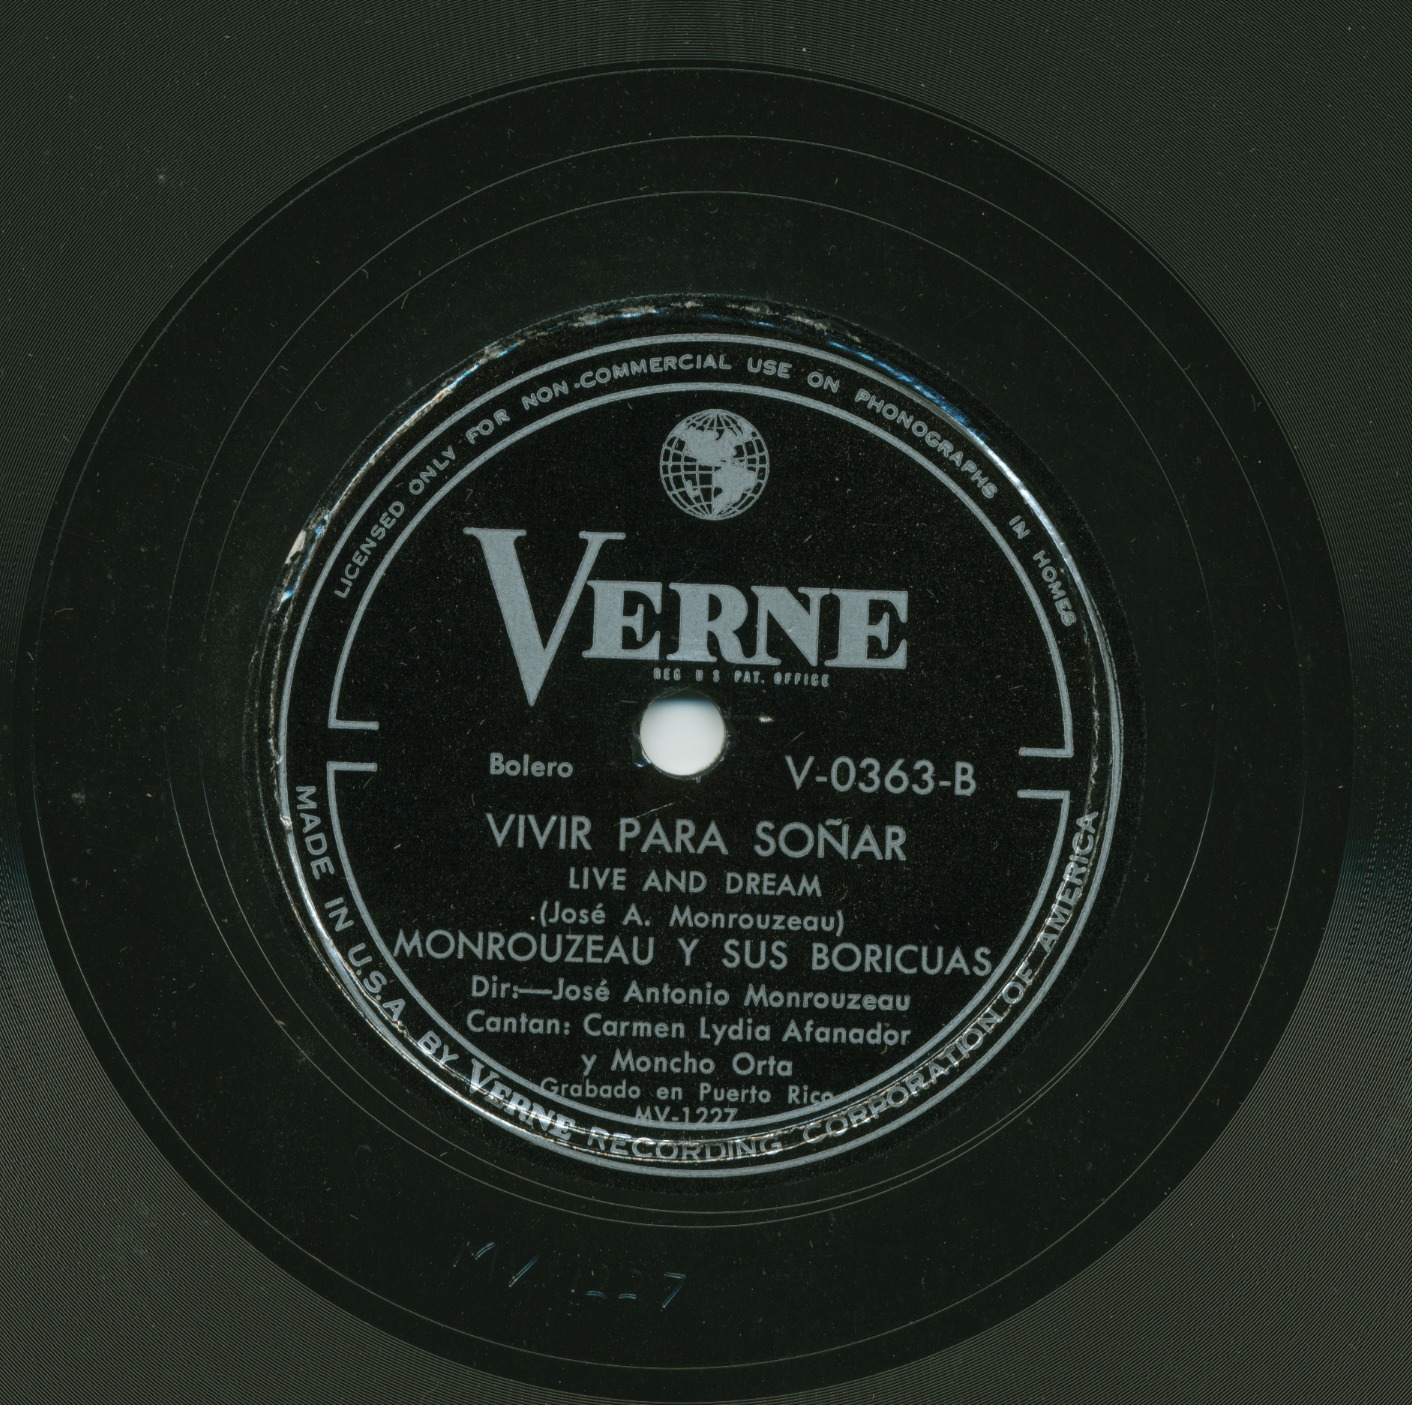 LICENSED ONLY FOR NON-COMMERCIAL USE ON PHONOGRAPHS IN HOMES
VERNE
REG U S PAT. OFFICE
Bolero V-0363-B
VIVIR PARA SOÑAR
LIVE AND DREAM
(José A. Monrouzeau)
MONROUZEAU Y SUS BORICUAS
Dir:—José Antonio Monrouzeau
Cantan: Carmen Lydia Afanador
y Moncho Orta
Grabado en Puerto Rico
MV-1227
MADE IN U.S.A. BY VERNE RECORDING CORPORATION OF AMERICA
MV 1227